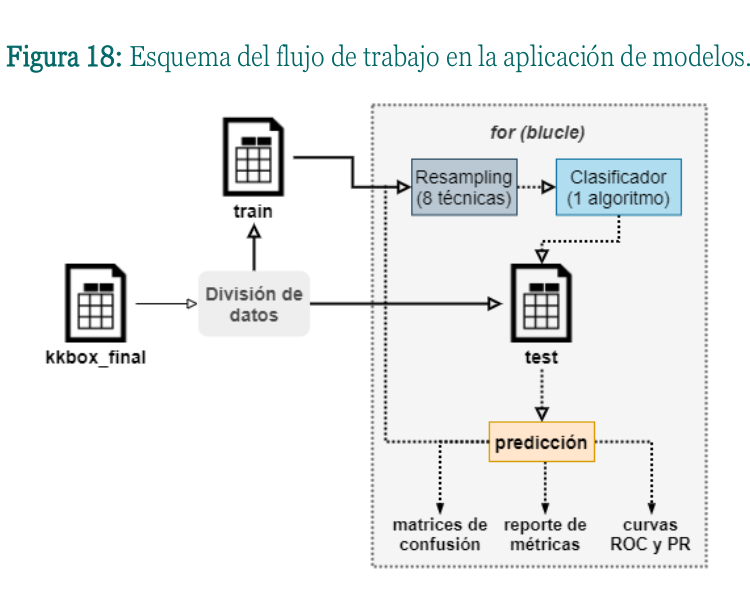 Figura 18: Esquema del flujo de trabajo en la aplicación de modelos.
for (blucle)
Resampling
(8 técnicas)
Clasificador
(1 algoritmo)
train
División de
datos
kkbox_final
test
predicción
matrices de
confusión
reporte de
métricas
curvas
ROC y PR